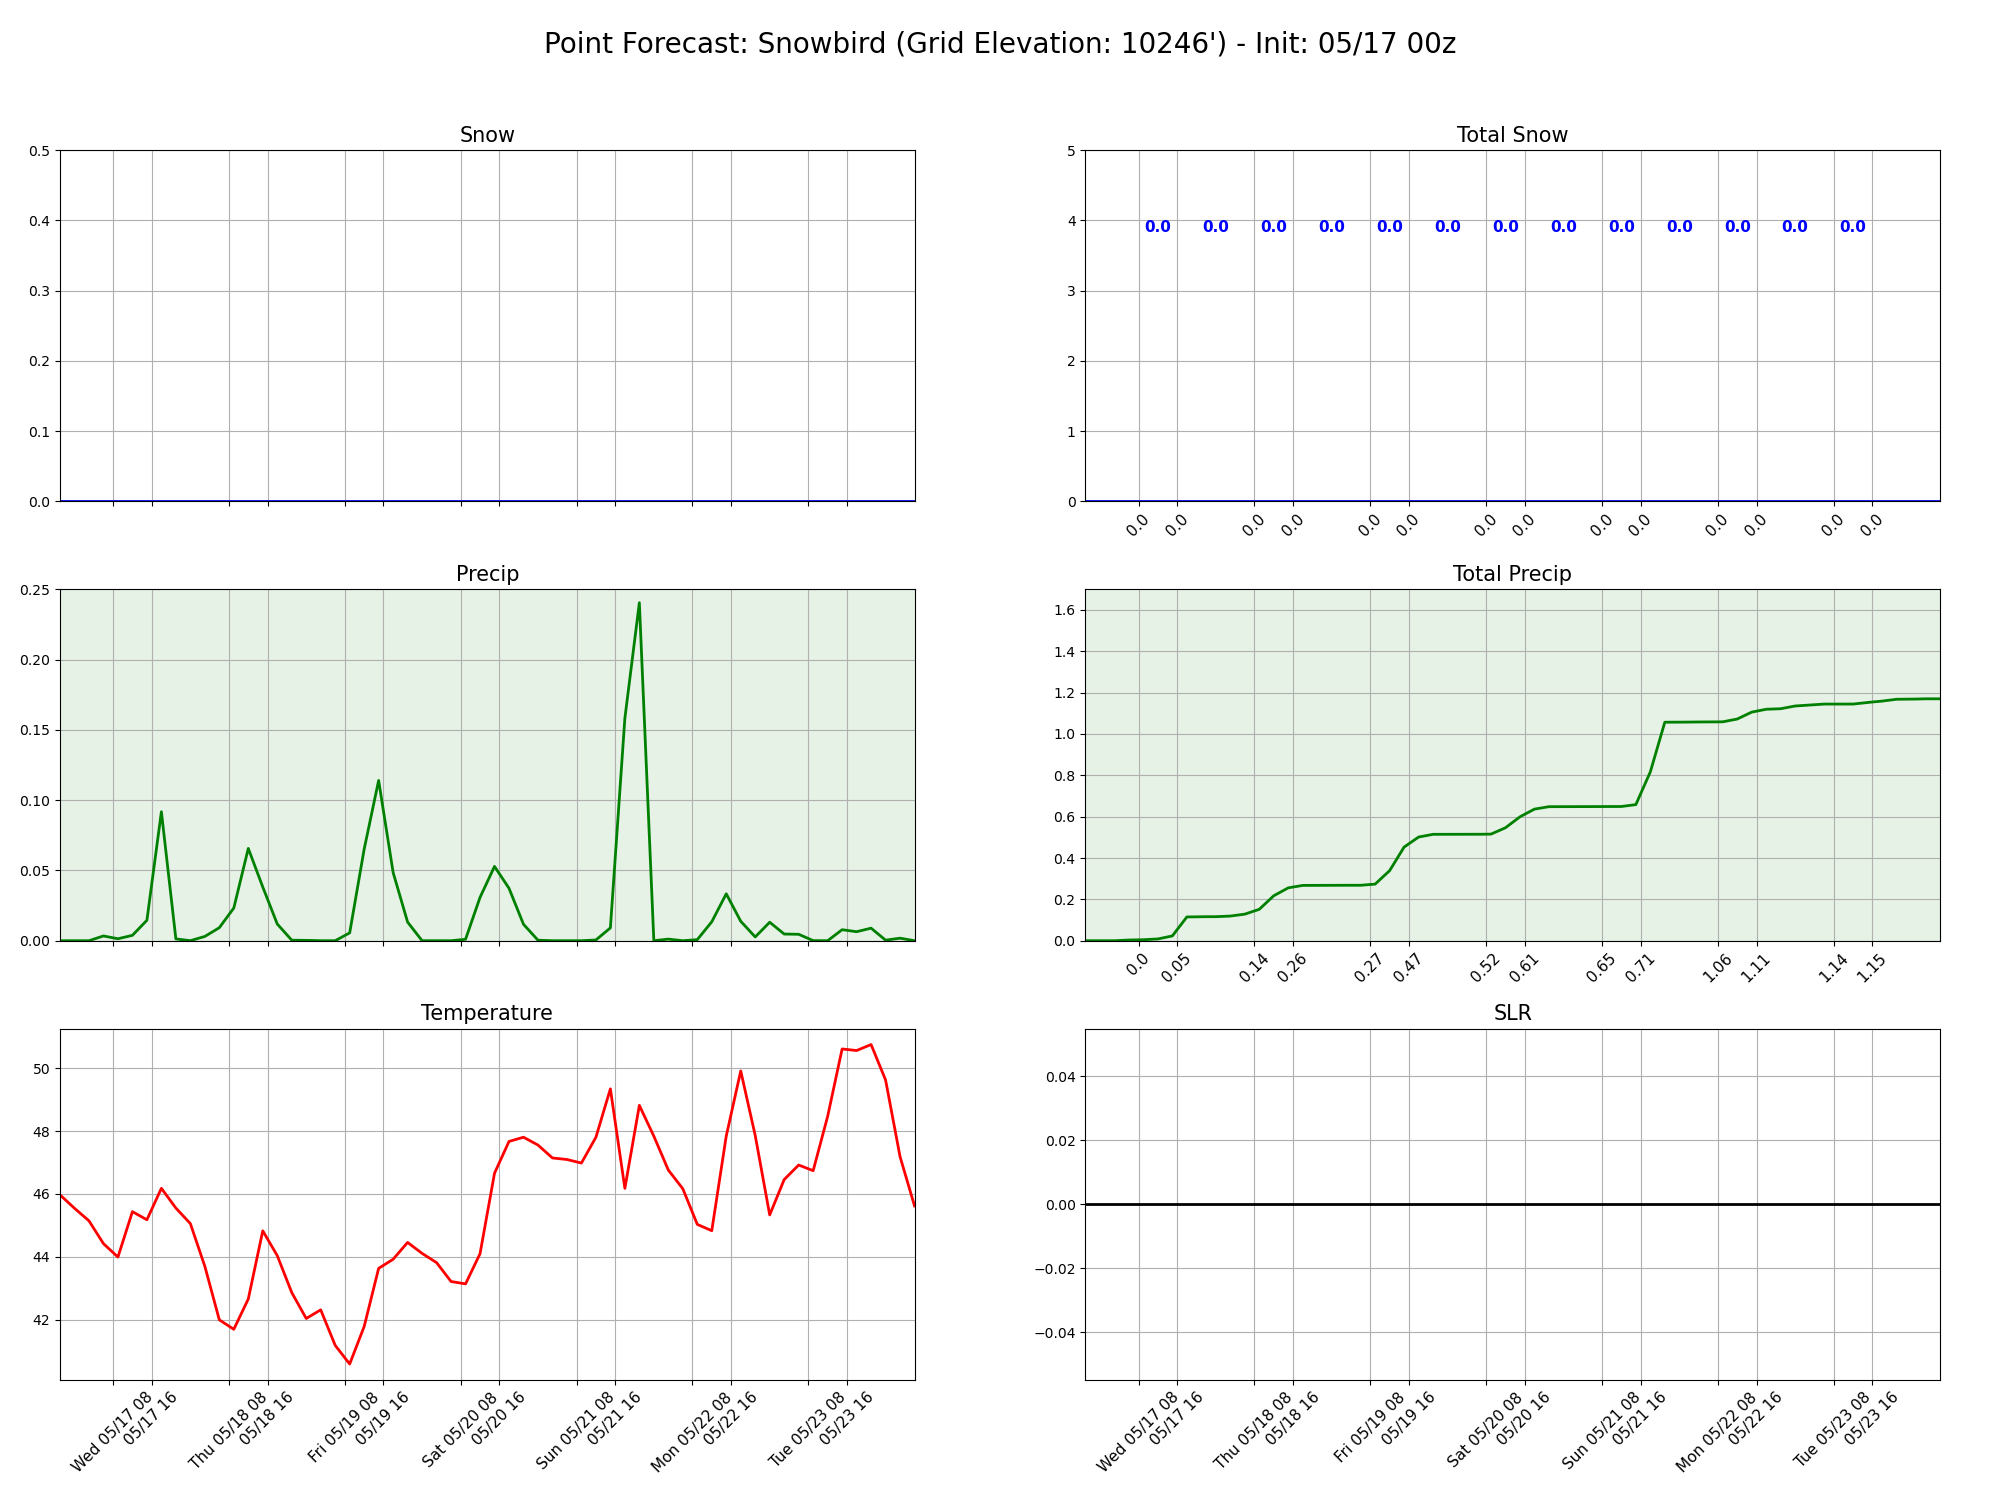 Point Forecast: Snowbird (Grid Elevation: 10246') - Init: 05/17 00z
Snow
0.5
0.4
0.3
0.2
0.1
0.0
Total Snow
5
4
3
2
1
0
0.0 0.0 0.0 0.0 0.0 0.0 0.0 0.0 0.0 0.0 0.0 0.0 0.0
0.0 0.0 0.0 0.0 0.0 0.0 0.0 0.0 0.0 0.0 0.0 0.0 0.0 0.0
Precip
0.25
0.20
0.15
0.10
0.05
0.00
Total Precip
1.6
1.4
1.2
1.0
0.8
0.6
0.4
0.2
0.0
0.0 0.05 0.14 0.26 0.27 0.47 0.52 0.61 0.65 0.71 1.06 1.11 1.14 1.15
Temperature
50
48
46
44
42
Wed 05/17 08
05/17 16
Thu 05/18 08
05/18 16
Fri 05/19 08
05/19 16
Sat 05/20 08
05/20 16
Sun 05/21 08
05/21 16
Mon 05/22 08
05/22 16
Tue 05/23 08
05/23 16
SLR
0.04
0.02
0.00
−0.02
−0.04
Wed 05/17 08
05/17 16
Thu 05/18 08
05/18 16
Fri 05/19 08
05/19 16
Sat 05/20 08
05/20 16
Sun 05/21 08
05/21 16
Mon 05/22 08
05/22 16
Tue 05/23 08
05/23 16